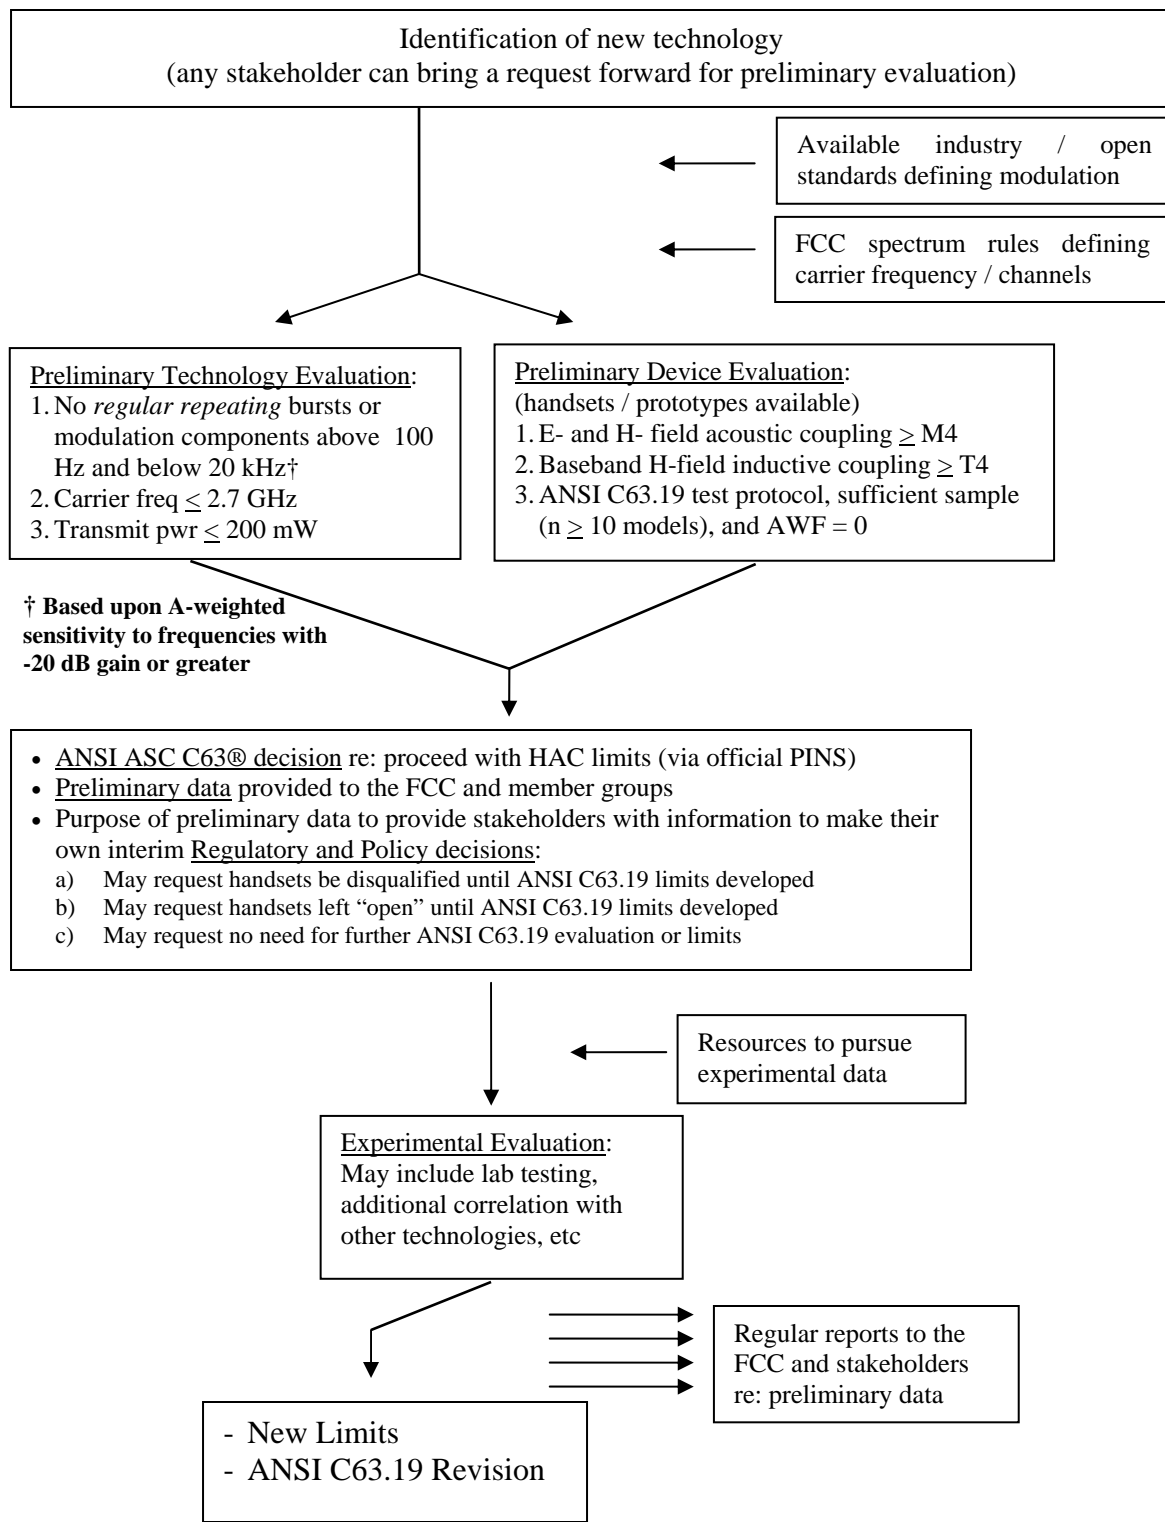 Identification of new technology
(any stakeholder can bring a request forward for preliminary evaluation)
Available industry / open
standards defining modulation
FCC spectrum rules defining
carrier frequency / channels
Preliminary Technology Evaluation:
1. No regular repeating bursts or
modulation components above 100
Hz and below 20 kHz†
2. Carrier freq ≤ 2.7 GHz
3. Transmit pwr ≤ 200 mW
Preliminary Device Evaluation:
(handsets / prototypes available)
1. E- and H- field acoustic coupling ≥ M4
2. Baseband H-field inductive coupling ≥ T4
3. ANSI C63.19 test protocol, sufficient sample
(n ≥ 10 models), and AWF = 0
† Based upon A-weighted
sensitivity to frequencies with
-20 dB gain or greater
• ANSI ASC C63® decision re: proceed with HAC limits (via official PINS)
• Preliminary data provided to the FCC and member groups
• Purpose of preliminary data to provide stakeholders with information to make their
own interim Regulatory and Policy decisions:
a) May request handsets be disqualified until ANSI C63.19 limits developed
b) May request handsets left “open” until ANSI C63.19 limits developed
c) May request no need for further ANSI C63.19 evaluation or limits
Resources to pursue
experimental data
Experimental Evaluation:
May include lab testing,
additional correlation with
other technologies, etc
Regular reports to the
FCC and stakeholders
re: preliminary data
- New Limits
- ANSI C63.19 Revision